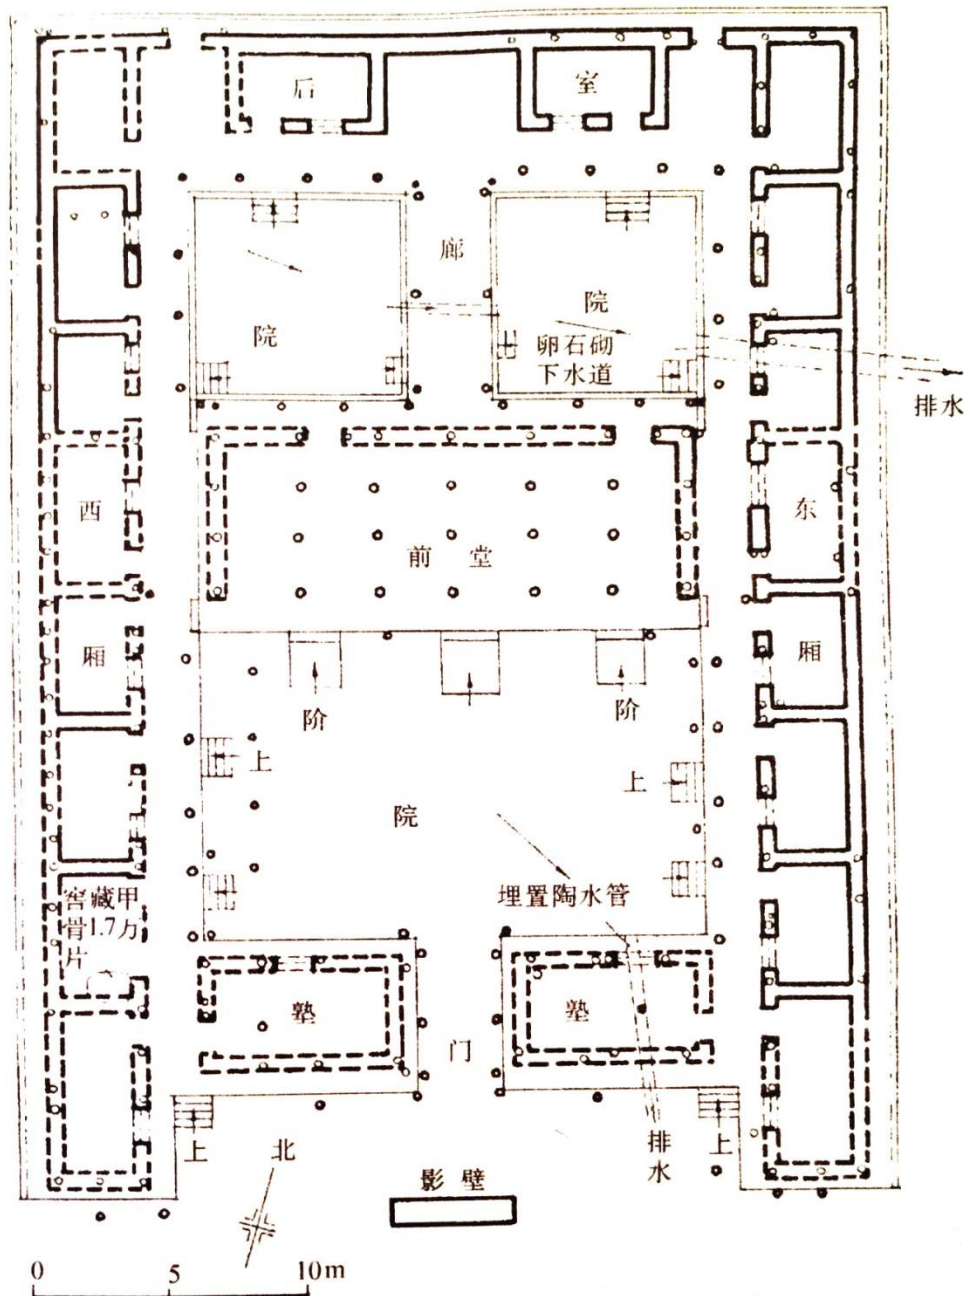 后
室
廊
院
院
卵石砌
下水道
排水
西
东
前 堂
厢
厢
阶
阶
上
上
院
窖藏甲
骨1.7万
片
埋置陶水管
塾
塾
门
上
北
排
水
上
影 壁
0
5
10m